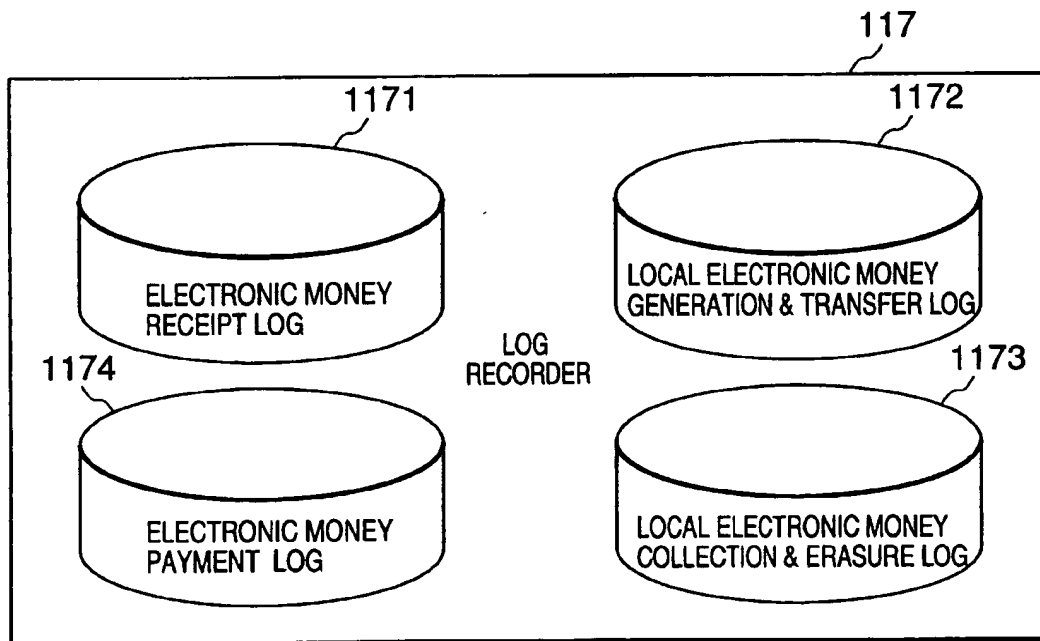 117
1171
1172
ELECTRONIC MONEY
RECEIPT LOG
LOCAL ELECTRONIC MONEY
GENERATION & TRANSFER LOG
LOG
RECORDER
1174
1173
ELECTRONIC MONEY
PAYMENT LOG
LOCAL ELECTRONIC MONEY
COLLECTION & ERASURE LOG